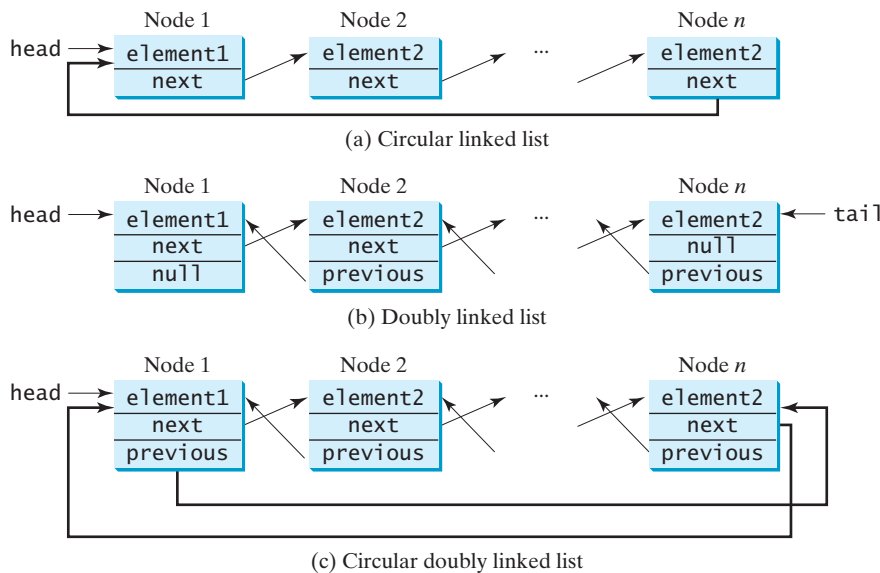 Node 1 Node 2 Node n
head element1 element2 ... element2
next next next
(a) Circular linked list
Node 1 Node 2 Node n
head element1 element2 ... element2 tail
next next null
null previous previous
(b) Doubly linked list
Node 1 Node 2 Node n
head element1 element2 ... element2
next next next
previous previous previous
(c) Circular doubly linked list